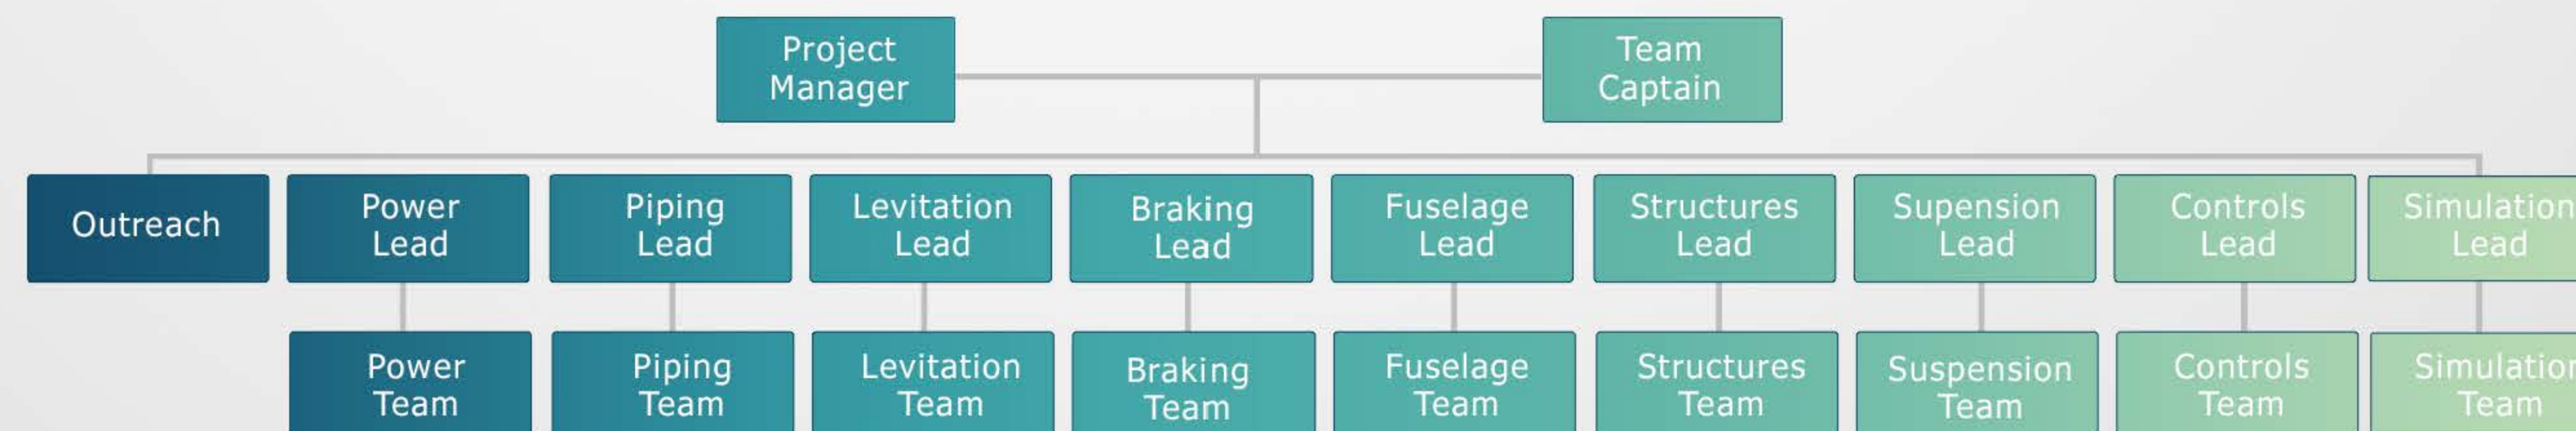 Project
Manager
Team
Captain
Outreach
Power
Lead
Piping
Lead
Levitation
Lead
Braking
Lead
Fuselage
Lead
Structures
Lead
Supension
Lead
Controls
Lead
Simulation
Lead
Power
Team
Piping
Team
Levitation
Team
Braking
Team
Fuselage
Team
Structures
Team
Suspension
Team
Controls
Team
Simulation
Team